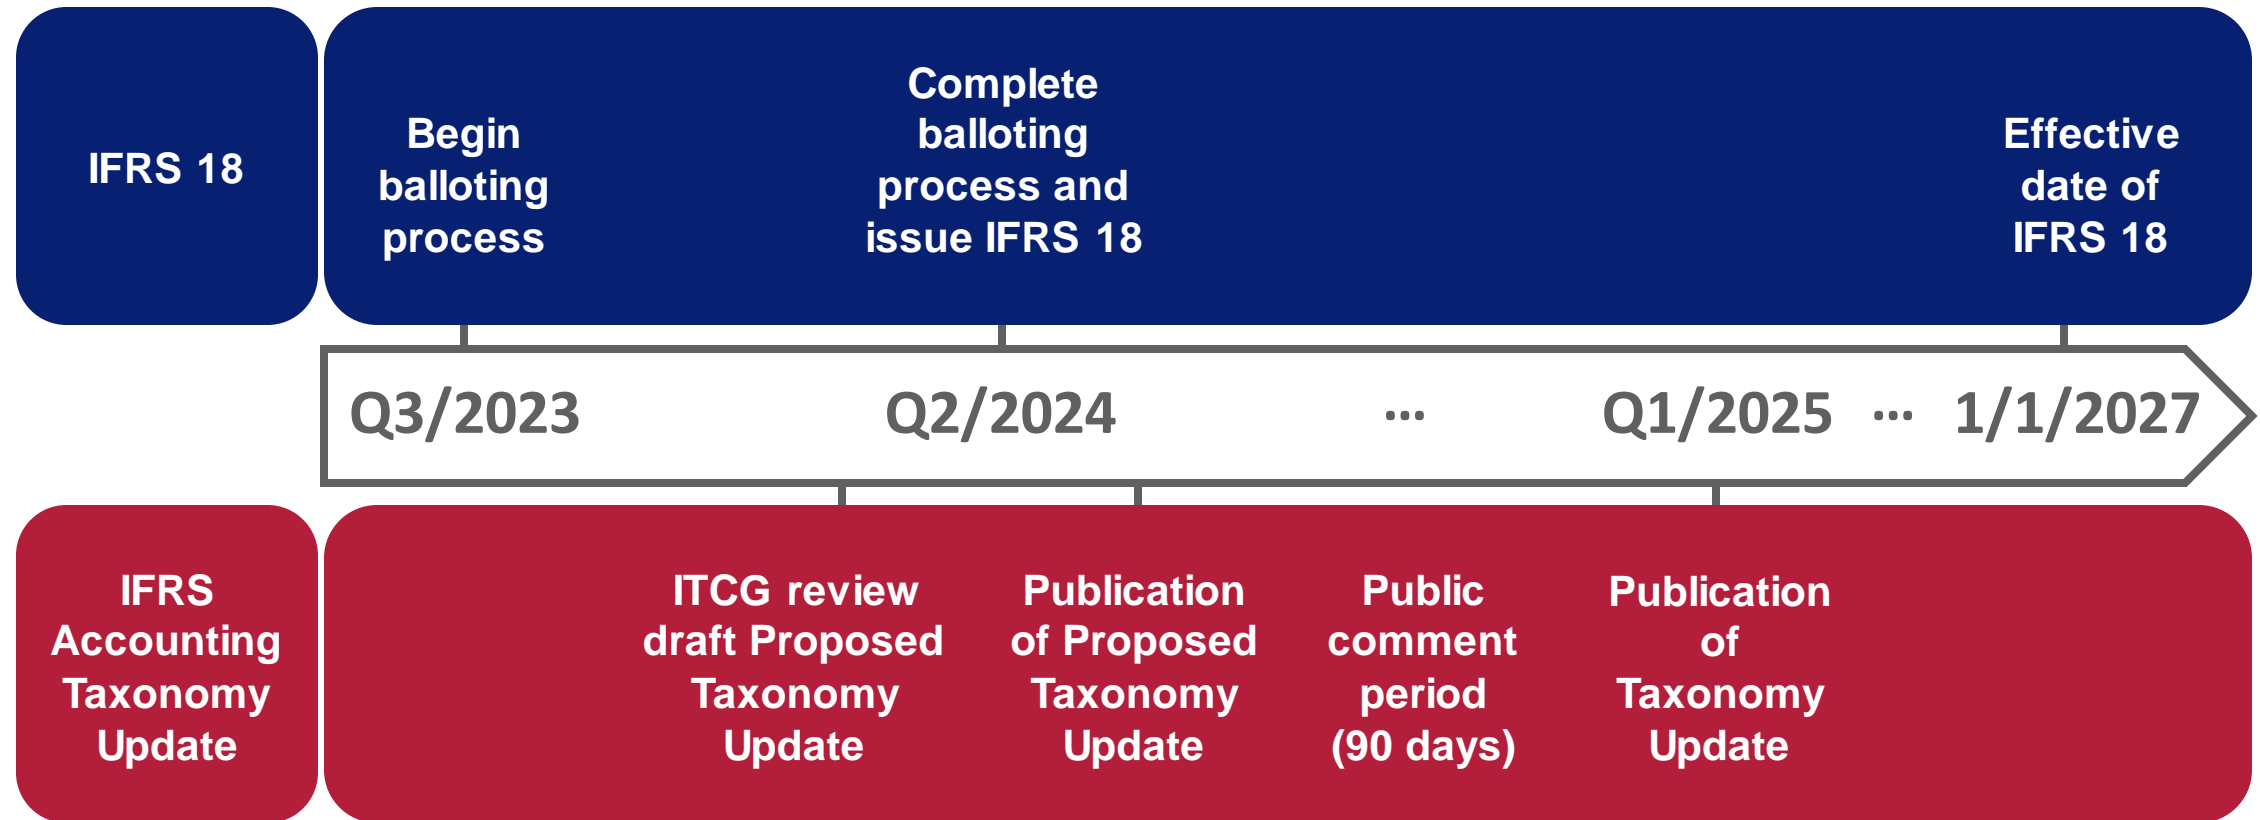 IFRS 18
Begin
balloting
process
Complete
balloting
process and
issue IFRS 18
Effective
date of
IFRS 18
Q3/2023
Q2/2024
...
Q1/2025
...
1/1/2027
IFRS
Accounting
Taxonomy
Update
ITCG review
draft Proposed
Taxonomy
Update
Publication
of Proposed
Taxonomy
Update
Public
comment
period
(90 days)
Publication
of
Taxonomy
Update